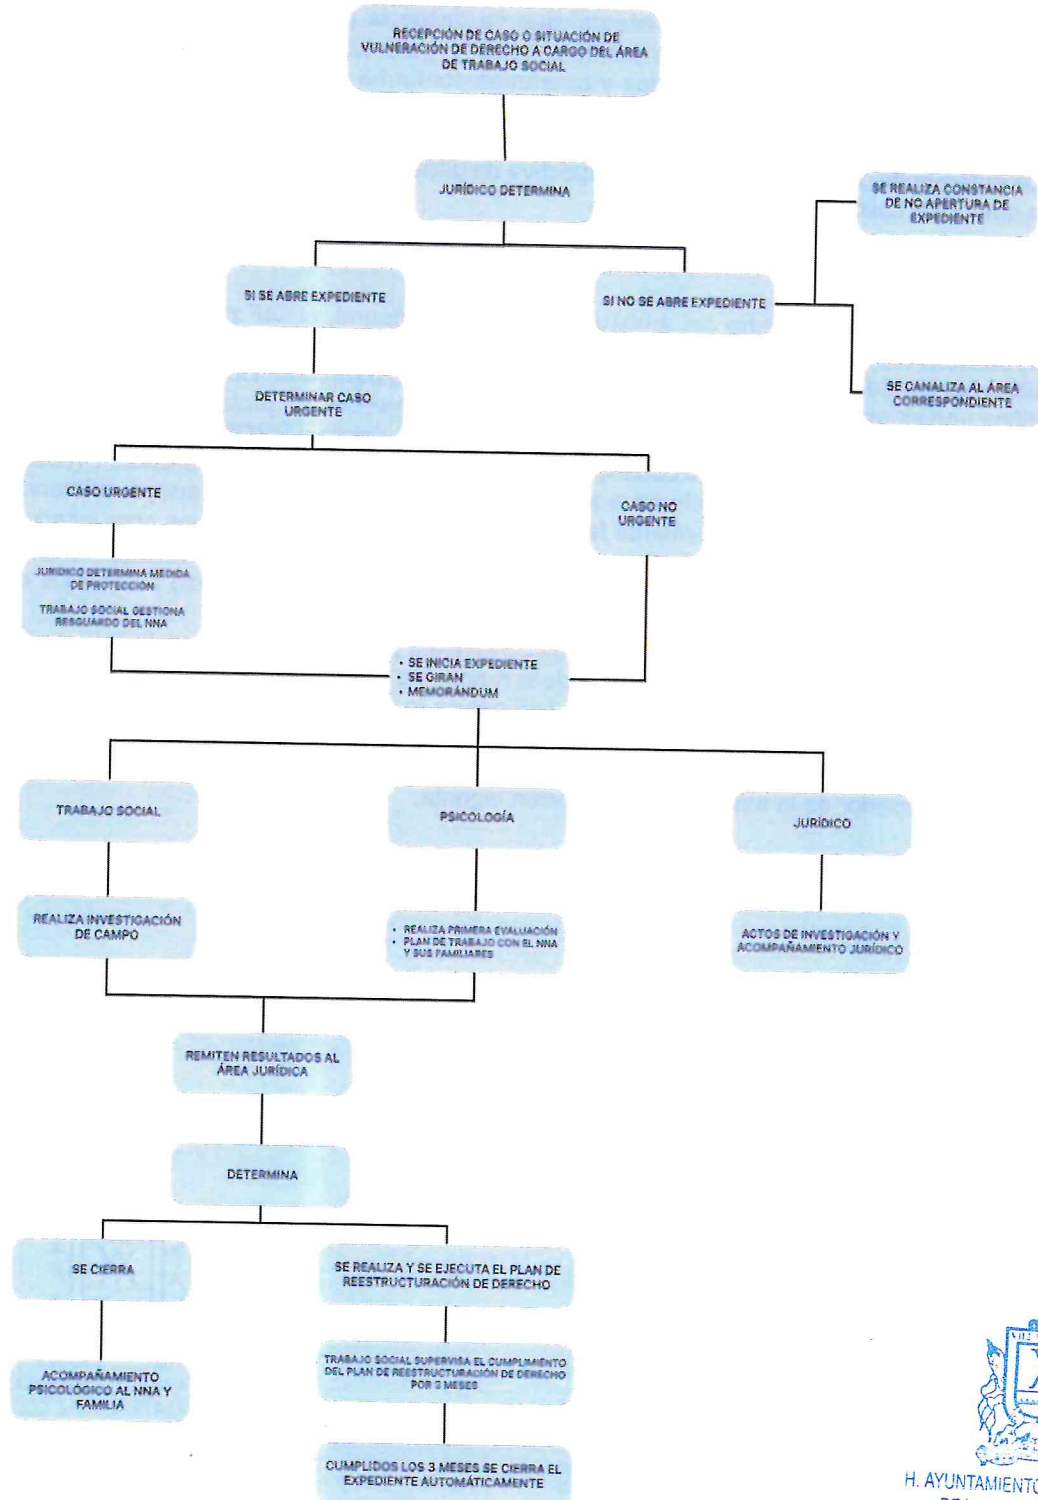 RECEPCIÓN DE CASO O SITUACIÓN DE
VULNERACIÓN DE DERECHO A CARGO DEL ÁREA
DE TRABAJO SOCIAL
JURÍDICO DETERMINA
SE REALIZA CONSTANCIA
DE NO APERTURA DE
EXPEDIENTE
SI SE ABRE EXPEDIENTE
SI NO SE ABRE EXPEDIENTE
SE CANALIZA AL ÁREA
CORRESPONDIENTE
DETERMINAR CASO
URGENTE
CASO URGENTE
CASO NO
URGENTE
JURIDICO DETERMINA MEDIDA
DE PROTECCIÓN
TRABAJO SOCIAL GESTIONA
RESGUARDO DEL NNA
• SE INICIA EXPEDIENTE
• SE GIRAN
• MEMORÁNDUM
TRABAJO SOCIAL
PSICOLOGÍA
JURÍDICO
REALIZA INVESTIGACIÓN
DE CAMPO
• REALIZA PRIMERA EVALUACIÓN
• PLAN DE TRABAJO CON EL NNA
Y SUS FAMILIARES
ACTOS DE INVESTIGACIÓN Y
ACOMPAÑAMIENTO JURÍDICO
REMITEN RESULTADOS AL
ÁREA JURÍDICA
DETERMINA
SE CIERRA
SE REALIZA Y SE EJECUTA EL PLAN DE
REESTRUCTURACIÓN DE DERECHO
ACOMPAÑAMIENTO
PSICOLÓGICO AL NNA Y
FAMILIA
TRABAJO SOCIAL SUPERVISA EL CUMPLIMIENTO
DEL PLAN DE REESTRUCTURACIÓN DE DERECHO
POR 3 MESES
CUMPLIDOS LOS 3 MESES SE CIERRA EL
EXPEDIENTE AUTOMÁTICAMENTE
H. AYUNTAMIENTO